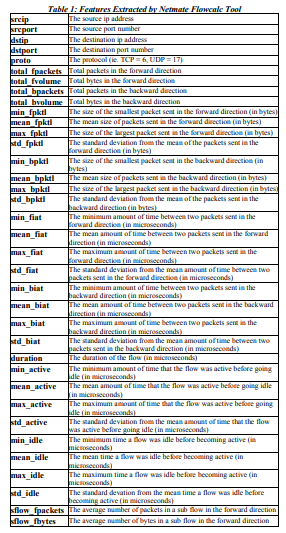 Table 1: Features Extracted by Netmate Flowcalc Tool
srcip The source ip address
srcport The source port number
dstip The destination ip address
dstport The destination port number
proto The protocol (ie. TCP = 6, UDP = 17)
total_fpackets Total packets in the forward direction
total_fvolume Total bytes in the forward direction
total_bpackets Total packets in the backward direction
total_bvolume Total bytes in the backward direction
min_fpktl The size of the smallest packet sent in the forward direction (in bytes)
mean_fpktl The mean size of packets sent in the forward direction (in bytes)
max_fpktl The size of the largest packet sent in the forward direction (in bytes)
std_fpktl The standard deviation from the mean of the packets sent in the
forward direction (in bytes)
min_bpktl The size of the smallest packet sent in the backward direction (in
bytes)
mean_bpktl The mean size of packets sent in the backward direction (in bytes)
max_bpktl The size of the largest packet sent in the backward direction (in bytes)
std_bpktl The standard deviation from the mean of the packets sent in the
backward direction (in bytes)
min_fiat The minimum amount of time between two packets sent in the
forward direction (in microseconds)
mean_fiat The mean amount of time between two packets sent in the forward
direction (in microseconds)
max_fiat The maximum amount of time between two packets sent in the
forward direction (in microseconds)
std_fiat The standard deviation from the mean amount of time between two
packets sent in the forward direction (in microseconds)
min_biat The minimum amount of time between two packets sent in the
backward direction (in microseconds)
mean_biat The mean amount of time between two packets sent in the backward
direction (in microseconds)
max_biat The maximum amount of time between two packets sent in the
backward direction (in microseconds)
std_biat The standard deviation from the mean amount of time between two
packets sent in the backward direction (in microseconds)
duration The duration of the flow (in microseconds)
min_active The minimum amount of time that the flow was active before going
idle (in microseconds)
mean_active The mean amount of time that the flow was active before going idle
(in microseconds)
max_active The maximum amount of time that the flow was active before going
idle (in microseconds)
std_active The standard deviation from the mean amount of time that the flow
was active before going idle (in microseconds)
min_idle The minimum time a flow was idle before becoming active (in
microseconds)
mean_idle The mean time a flow was idle before becoming active (in
microseconds)
max_idle The maximum time a flow was idle before becoming active (in
microseconds)
std_idle The standard devation from the mean time a flow was idle before
becoming active (in microseconds)
sflow_fpackets The average number of packets in a sub flow in the forward direction
sflow_fbytes The average number of bytes in a sub flow in the forward direction